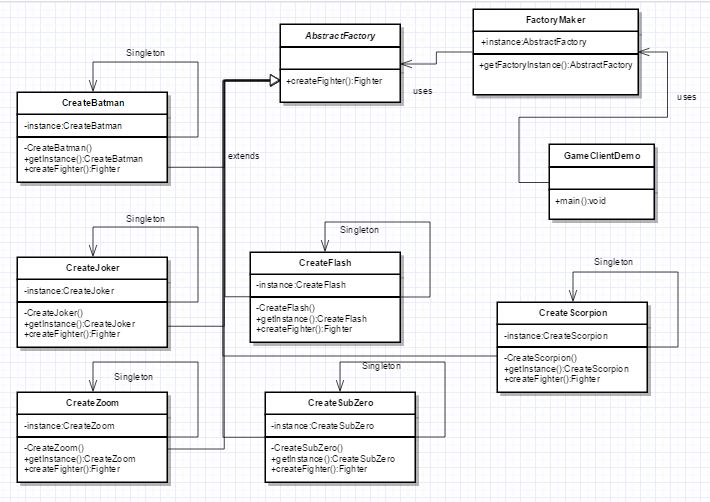 AbstractFactory
+createFighter():Fighter
FactoryMaker
+instance:AbstractFactory
+getFactoryInstance():AbstractFactory
uses
uses
GameClientDemo
+main():void
Singleton
CreateBatman
-instance:CreateBatman
-CreateBatman()
+getInstance():CreateBatman
+createFighter():Fighter
extends
Singleton
CreateJoker
-instance:CreateJoker
-CreateJoker()
+getInstance():CreateJoker
+createFighter():Fighter
Singleton
CreateFlash
-instance:CreateFlash
-CreateFlash()
+getInstance():CreateFlash
+createFighter():Fighter
Singleton
CreateScorpion
-instance:CreateScorpion
-CreateScorpion()
+getInstance():CreateScorpion
+createFighter():Fighter
Singleton
CreateZoom
-instance:CreateZoom
-CreateZoom()
+getInstance():CreateZoom
+createFighter():Fighter
Singleton
CreateSubZero
-instance:CreateSubZero
-CreateSubZero()
+getInstance():CreateSubZero
+createFighter():Fighter